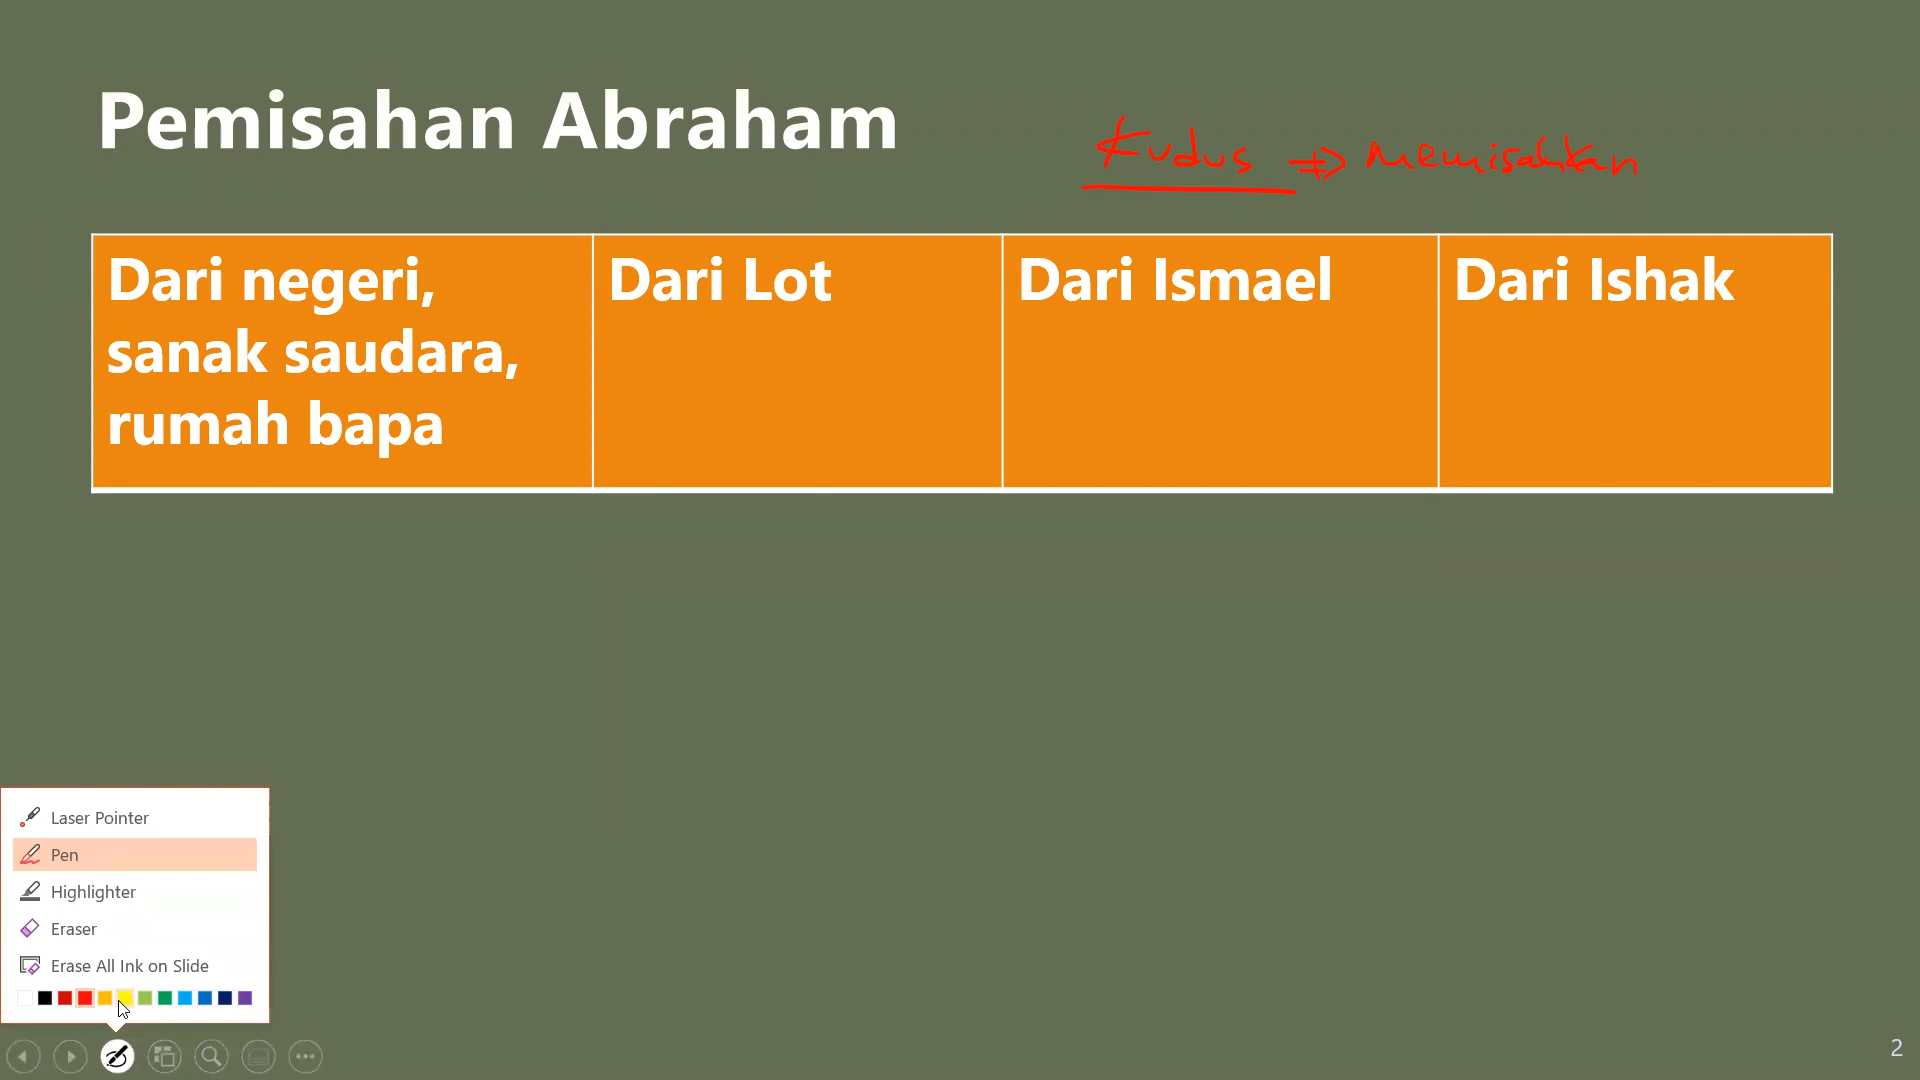 Pemisahan Abraham
Kudus => Memisahkan
Dari negeri,
sanak saudara,
rumah bapa
Dari Lot
Dari Ismael
Dari Ishak
Laser Pointer
Pen
Highlighter
Eraser
Erase All Ink on Slide
2